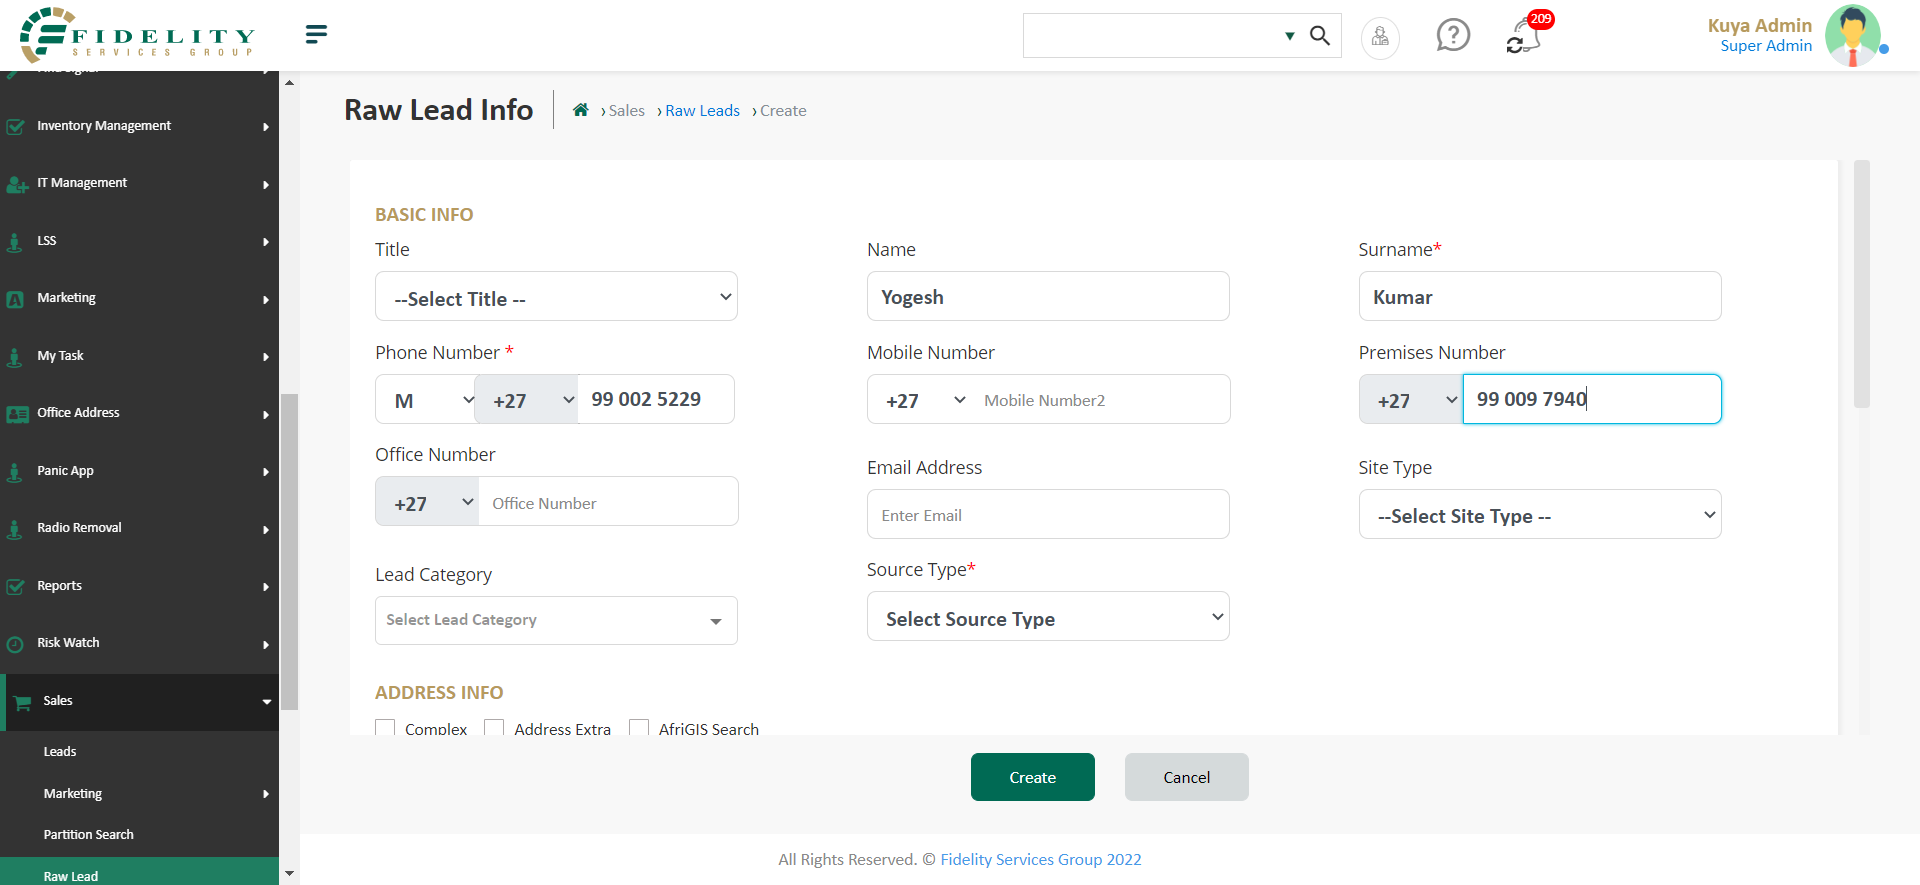 FIDELITY
SERVICES GROUP
209
Kuya Admin
Super Admin
Inventory Management
IT Management
LSS
Marketing
My Task
Office Address
Panic App
Radio Removal
Reports
Risk Watch
Sales
Leads
Marketing
Partition Search
Raw Lead
Raw Lead Info
› Sales › Raw Leads › Create
BASIC INFO
Title
Name
Surname*
--Select Title --
Yogesh
Kumar
Phone Number *
Mobile Number
Premises Number
M +27 99 002 5229
+27 Mobile Number2
+27 99 009 7940
Office Number
Email Address
Site Type
+27 Office Number
Enter Email
--Select Site Type --
Lead Category
Source Type*
Select Lead Category
Select Source Type
ADDRESS INFO
Complex Address Extra AfriGIS Search
Create
Cancel
All Rights Reserved. © Fidelity Services Group 2022